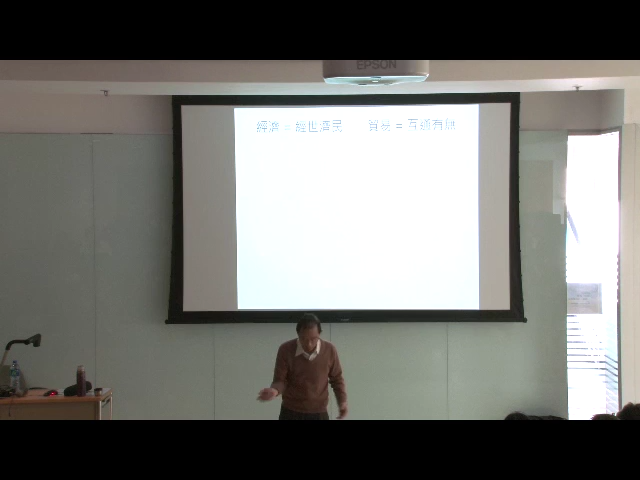 EPSON
經濟 = 經世濟民 貿易 = 互通有無